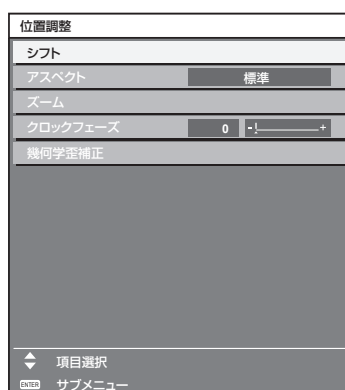 位置調整
シフト
アスペクト 標準
ズーム
クロックフェーズ 0 - +
幾何学歪補正
項目選択
ENTER サブメニュー